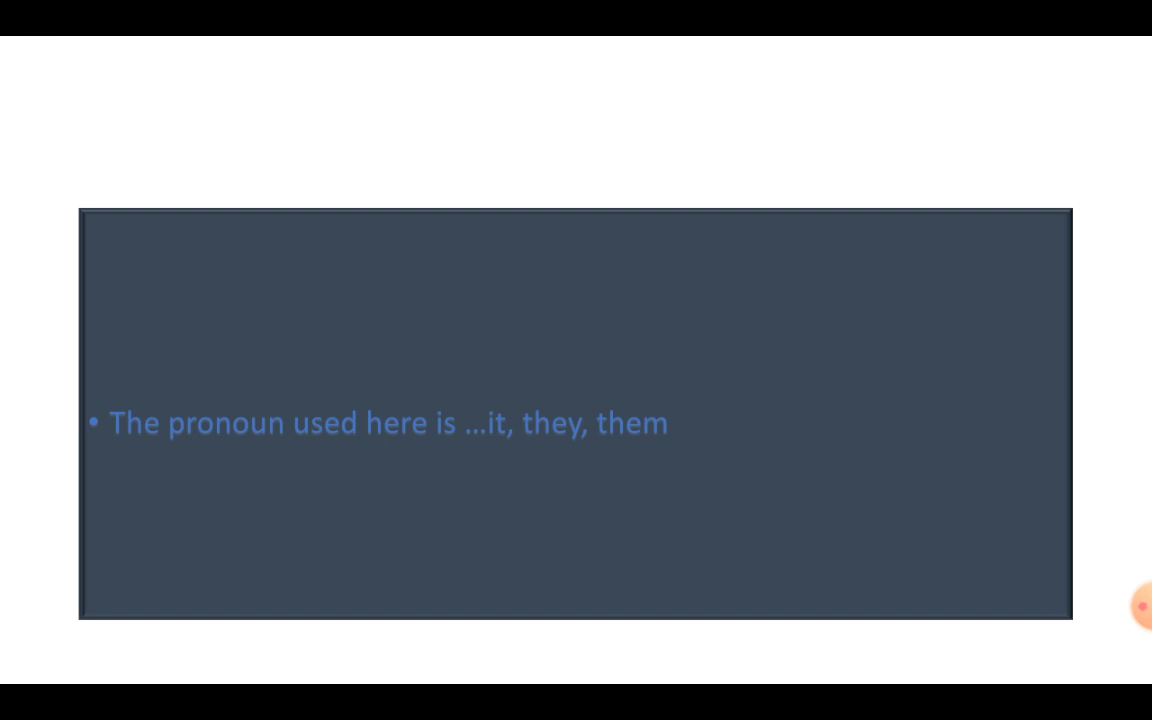 • The pronoun used here is ...it, they, them